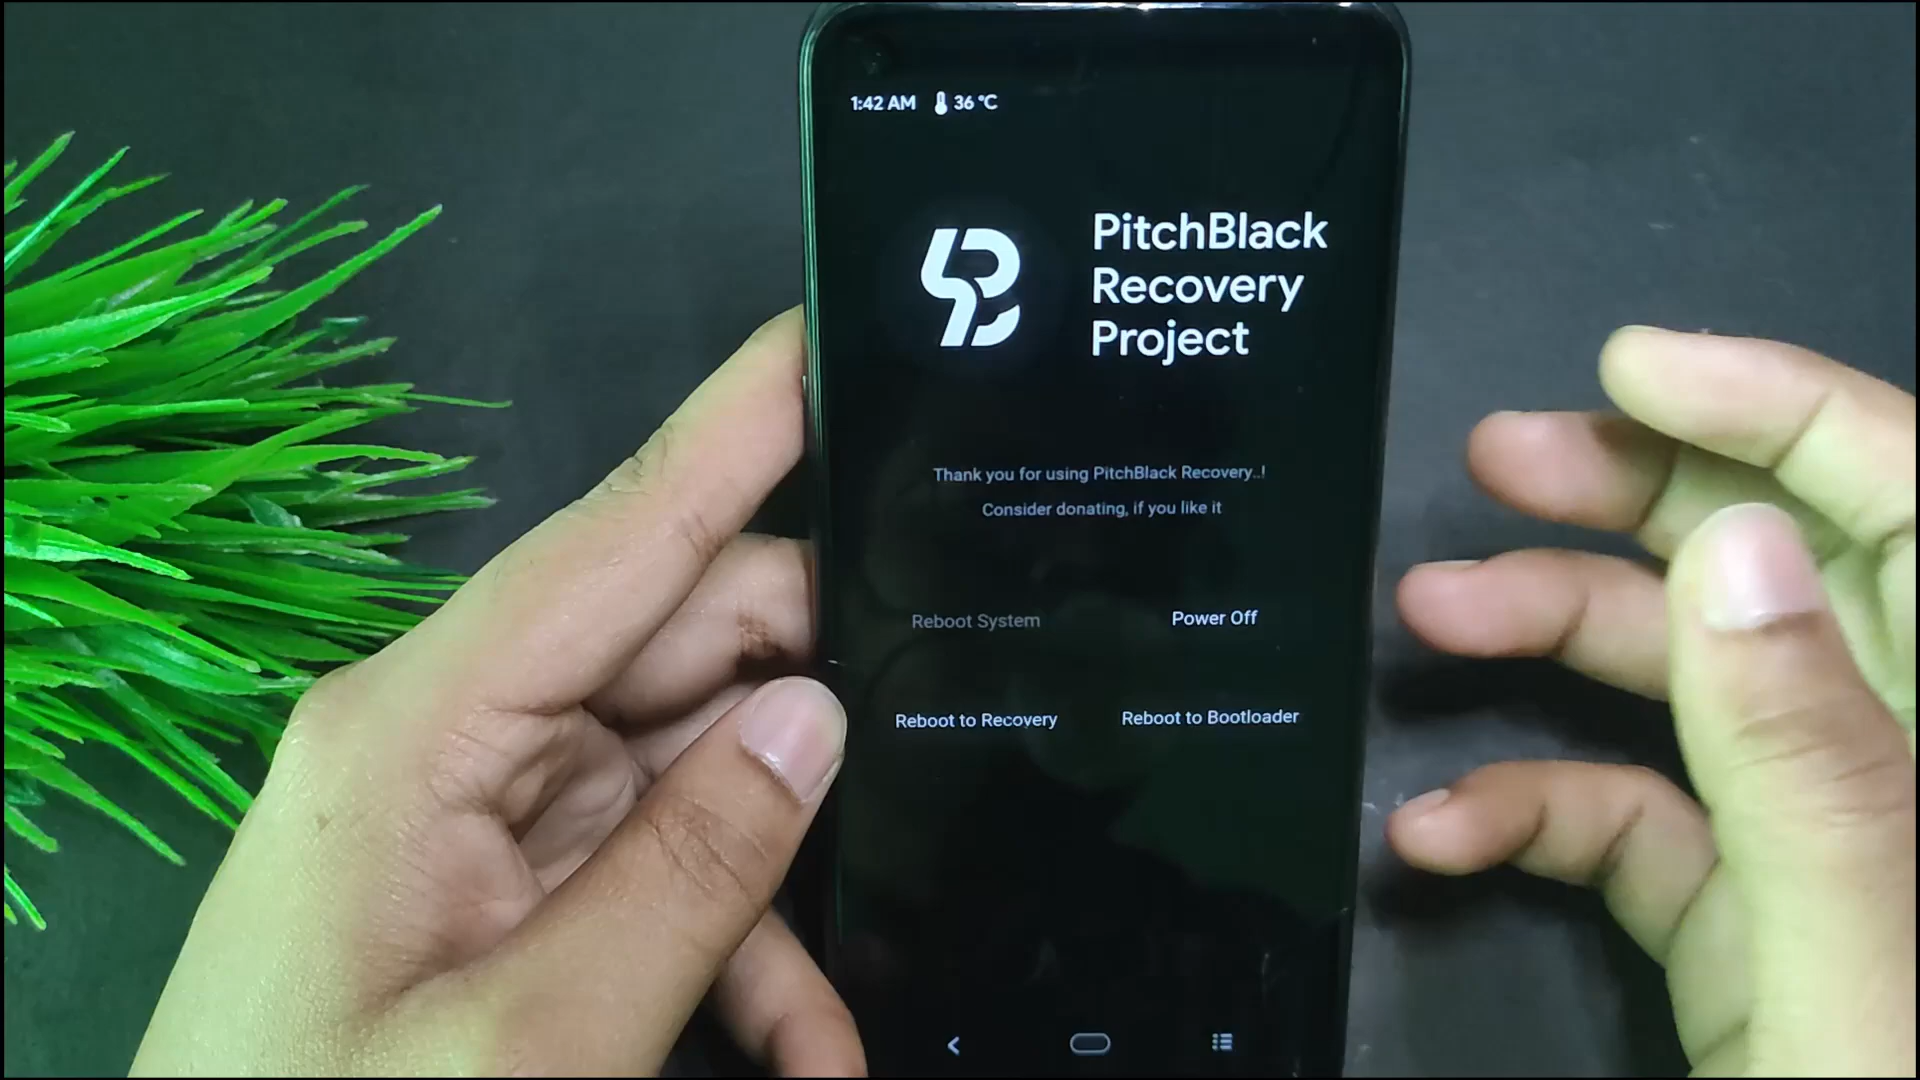 1:42 AM 36 °C
PitchBlack
Recovery
Project
Thank you for using PitchBlack Recovery..!
Consider donating, if you like it
Reboot System Power Off
Reboot to Recovery Reboot to Bootloader